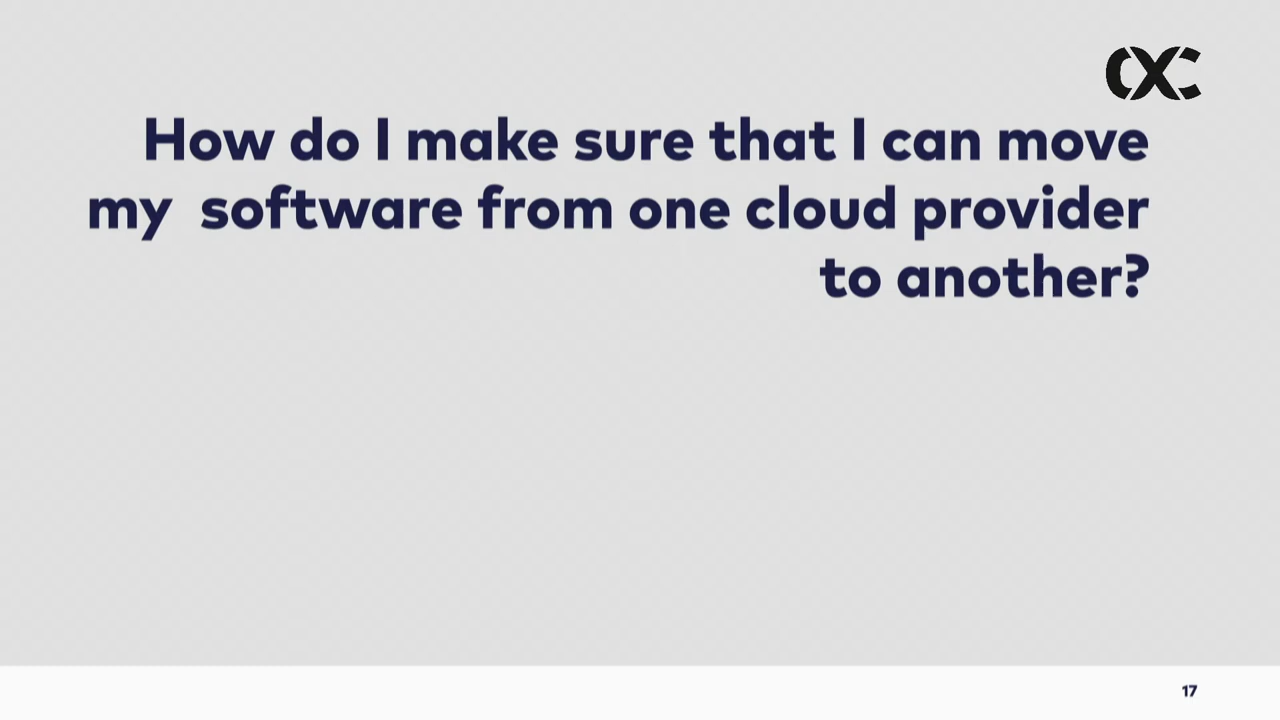 How do I make sure that I can move
my  software from one cloud provider
to another?
17